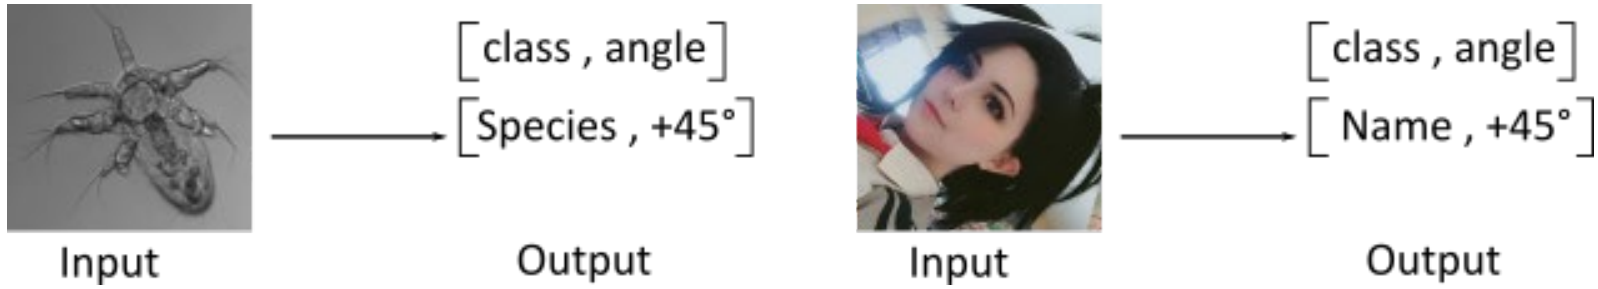 [class , angle]
[Species , +45°]
Input
Output
[class , angle]
[Name , +45°]
Input
Output